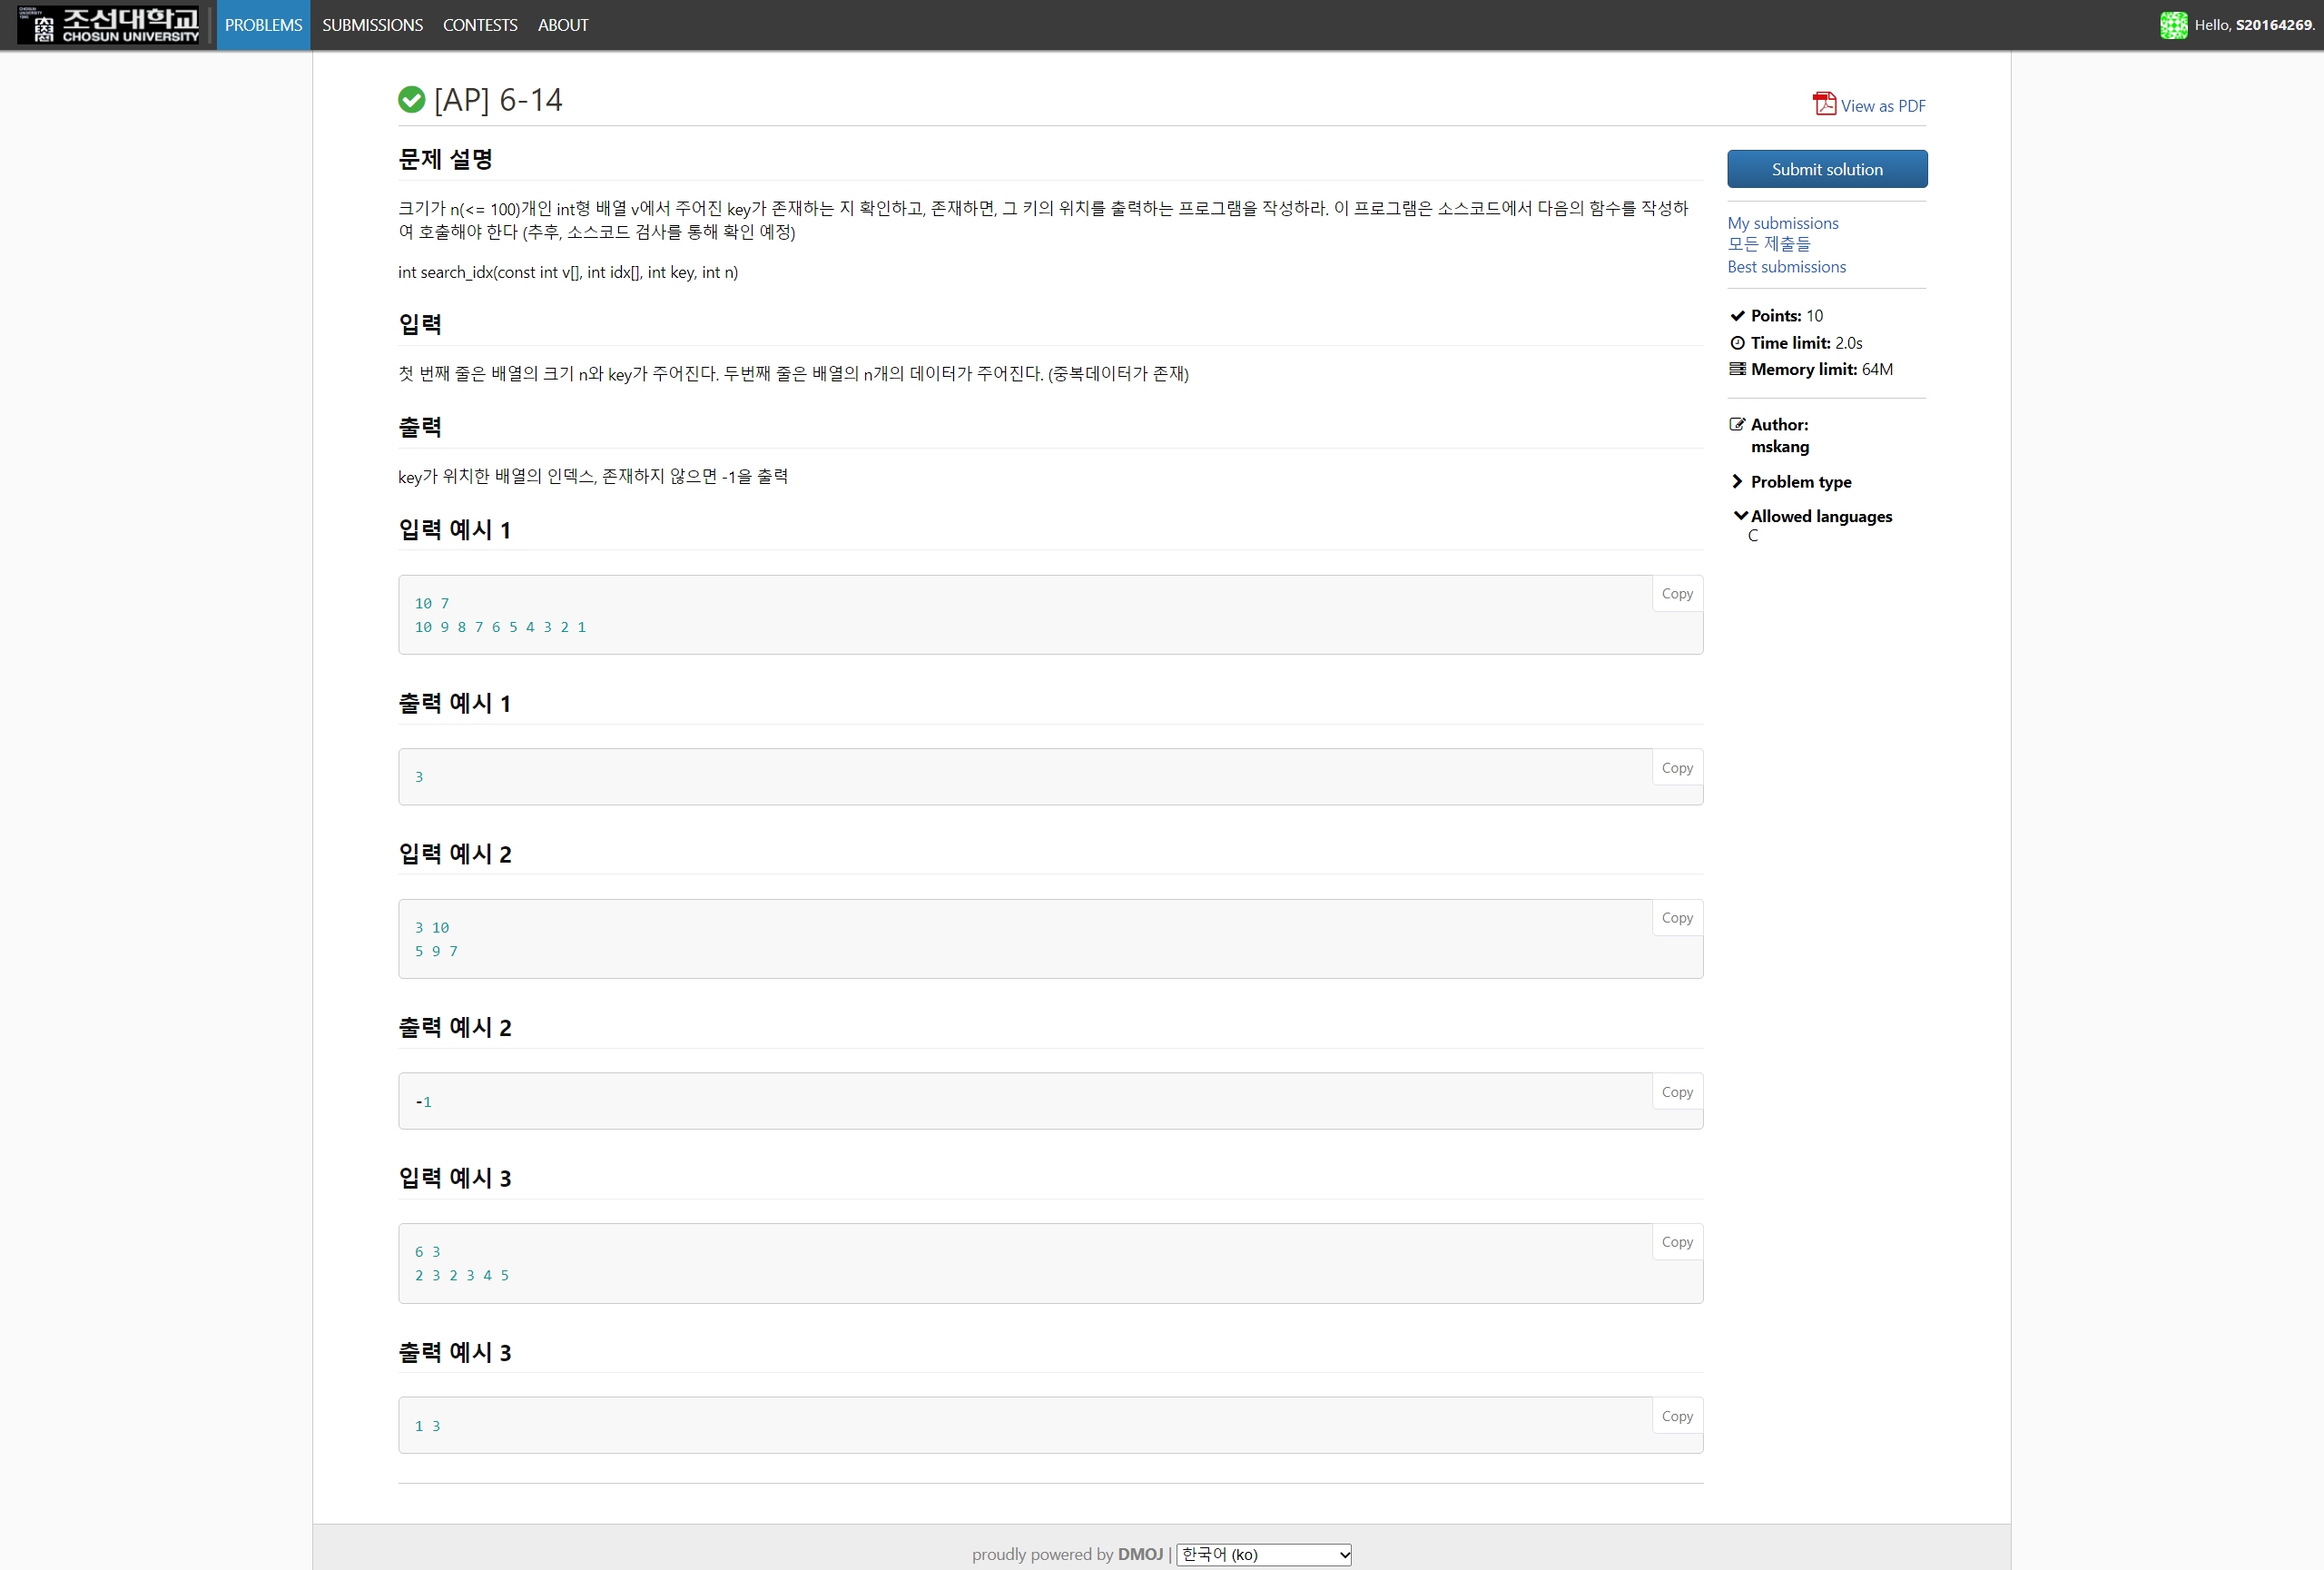 조선대학교
CHOSUN UNIVERSITY
PROBLEMS SUBMISSIONS CONTESTS ABOUT
Hello, S20164269.
[AP] 6-14
View as PDF
문제 설명
크기가 n(<= 100)개인 int형 배열 v에서 주어진 key가 존재하는 지 확인하고, 존재하면, 그 키의 위치를 출력하는 프로그램을 작성하라. 이 프로그램은 소스코드에서 다음의 함수를 작성하
여 호출해야 한다 (추후, 소스코드 검사를 통해 확인 예정)
int search_idx(const int v[], int idx[], int key, int n)
입력
첫 번째 줄은 배열의 크기 n와 key가 주어진다. 두번째 줄은 배열의 n개의 데이터가 주어진다. (중복데이터가 존재)
출력
key가 위치한 배열의 인덱스, 존재하지 않으면 -1을 출력
입력 예시 1
Copy
10 7
10 9 8 7 6 5 4 3 2 1
출력 예시 1
Copy
3
입력 예시 2
Copy
3 10
5 9 7
출력 예시 2
Copy
-1
입력 예시 3
Copy
6 3
2 3 2 3 4 5
출력 예시 3
Copy
1 3
Submit solution
My submissions
모든 제출들
Best submissions
Points: 10
Time limit: 2.0s
Memory limit: 64M
Author:
mskang
Problem type
Allowed languages
C
proudly powered by DMOJ | 한국어 (ko)